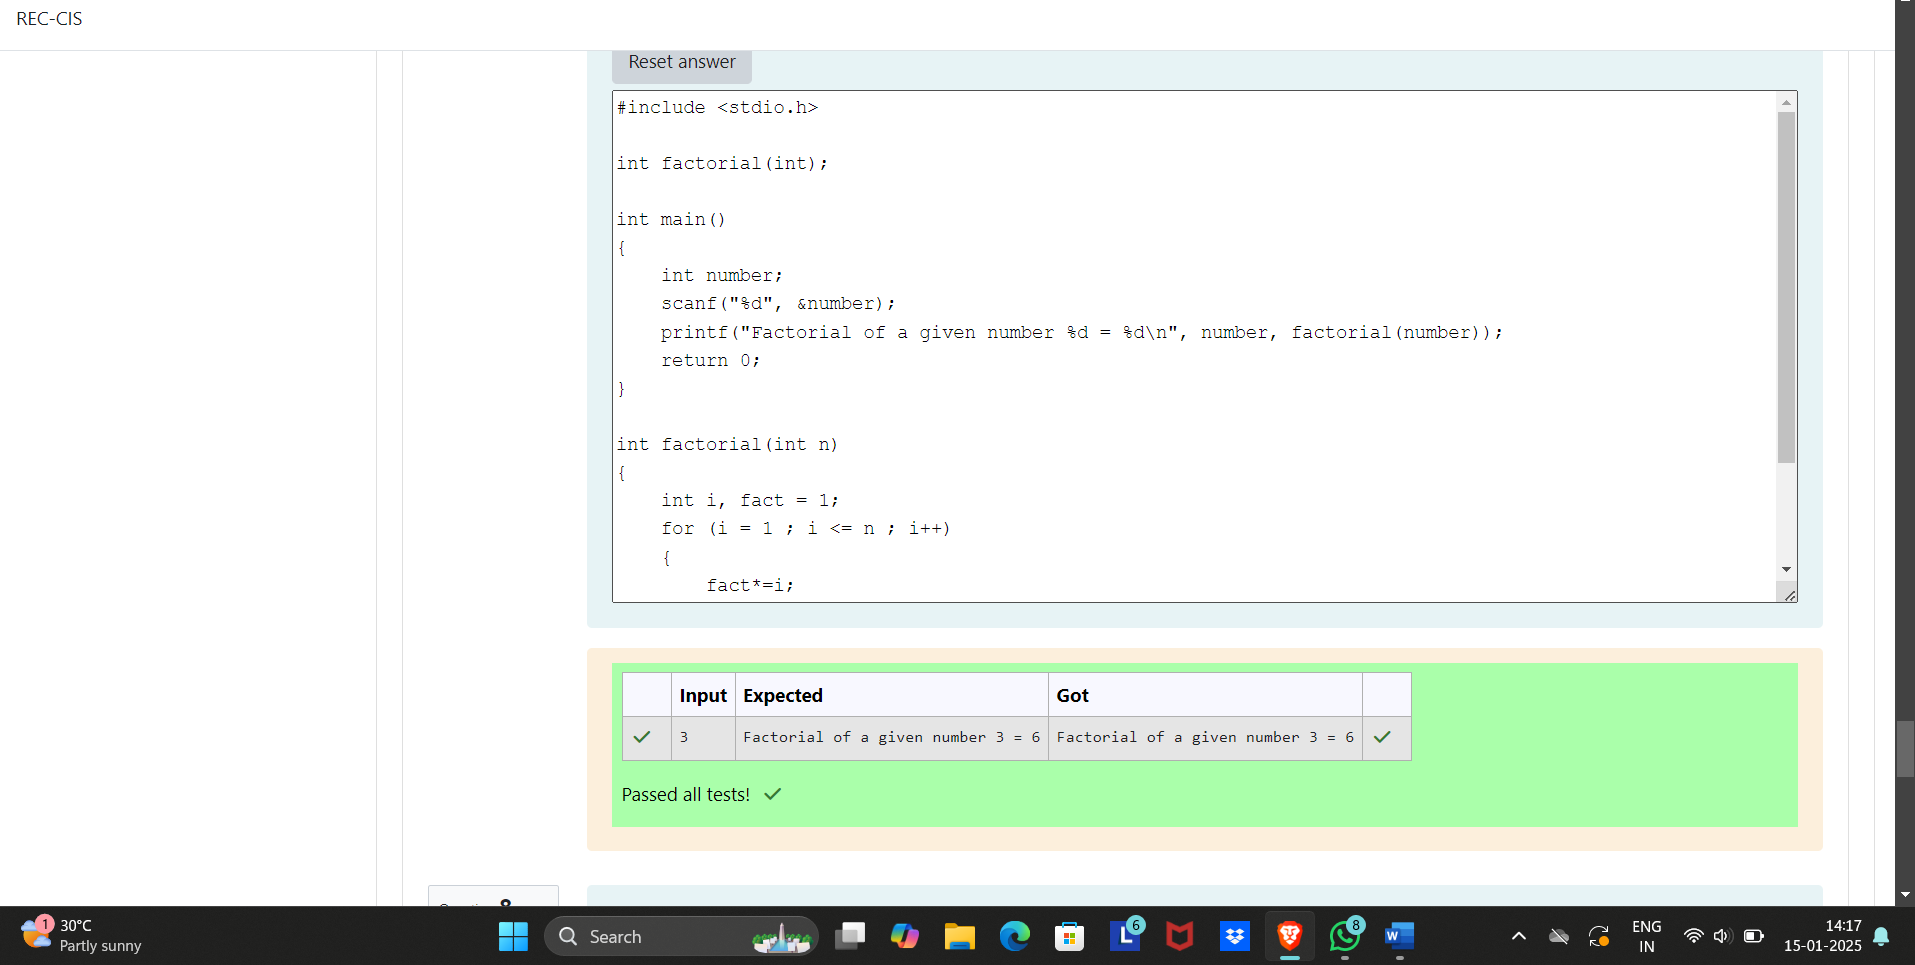 REC-CIS
Reset answer
#include <stdio.h>
int factorial(int);
int main()
{
    int number;
    scanf("%d", &number);
    printf("Factorial of a given number %d = %d\n", number, factorial(number));
    return 0;
}
int factorial(int n)
{
    int i, fact = 1;
    for (i = 1 ; i <= n ; i++)
    {
        fact*=i;
Input Expected Got
3 Factorial of a given number 3 = 6 Factorial of a given number 3 = 6
Passed all tests!
1
30°C
Partly sunny
Search
L 6
8
W
ENG
IN
14:17
15-01-2025